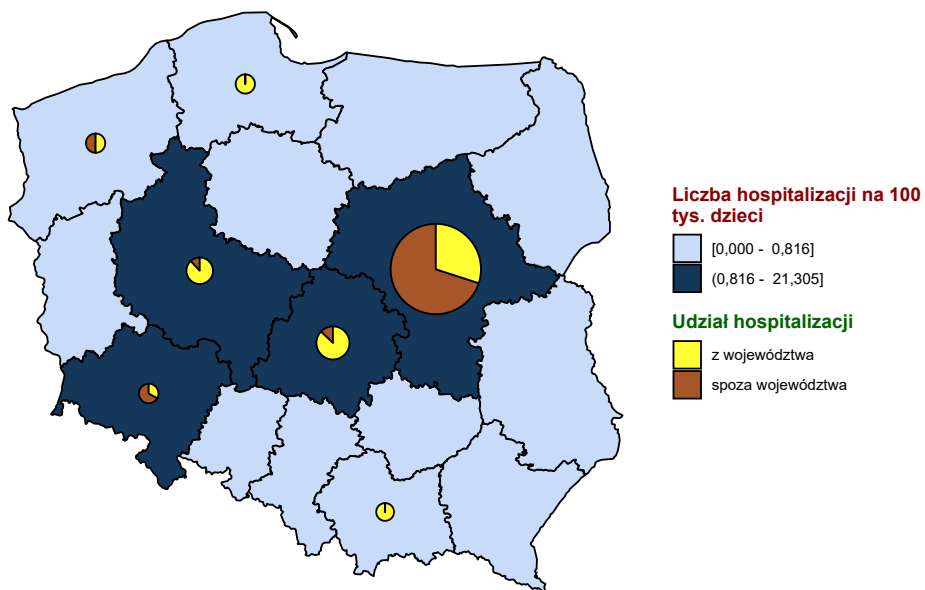 Liczba hospitalizacji na 100
tys. dzieci
[0,000 - 0,816]
(0,816 - 21,305]
Udział hospitalizacji
z województwa
spoza województwa